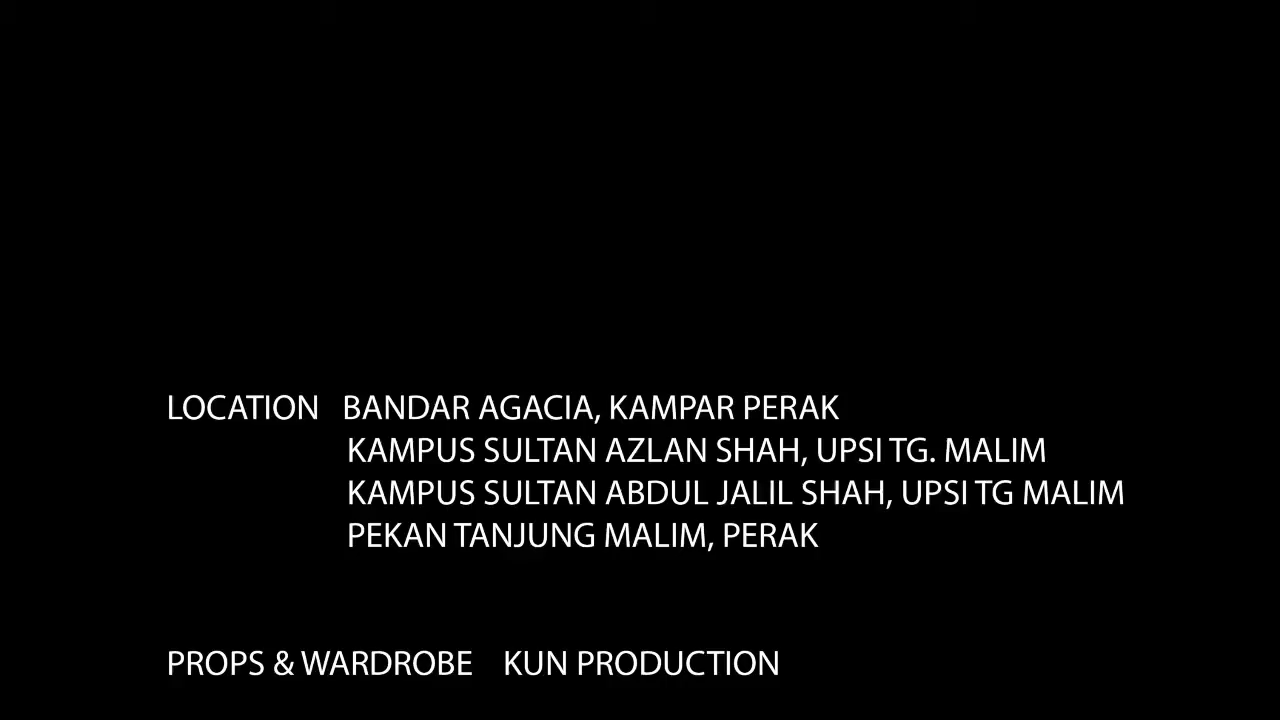 LOCATION BANDAR AGACIA, KAMPAR PERAK
KAMPUS SULTAN AZLAN SHAH, UPSI TG. MALIM
KAMPUS SULTAN ABDUL JALIL SHAH, UPSI TG MALIM
PEKAN TANJUNG MALIM, PERAK
PROPS & WARDROBE KUN PRODUCTION